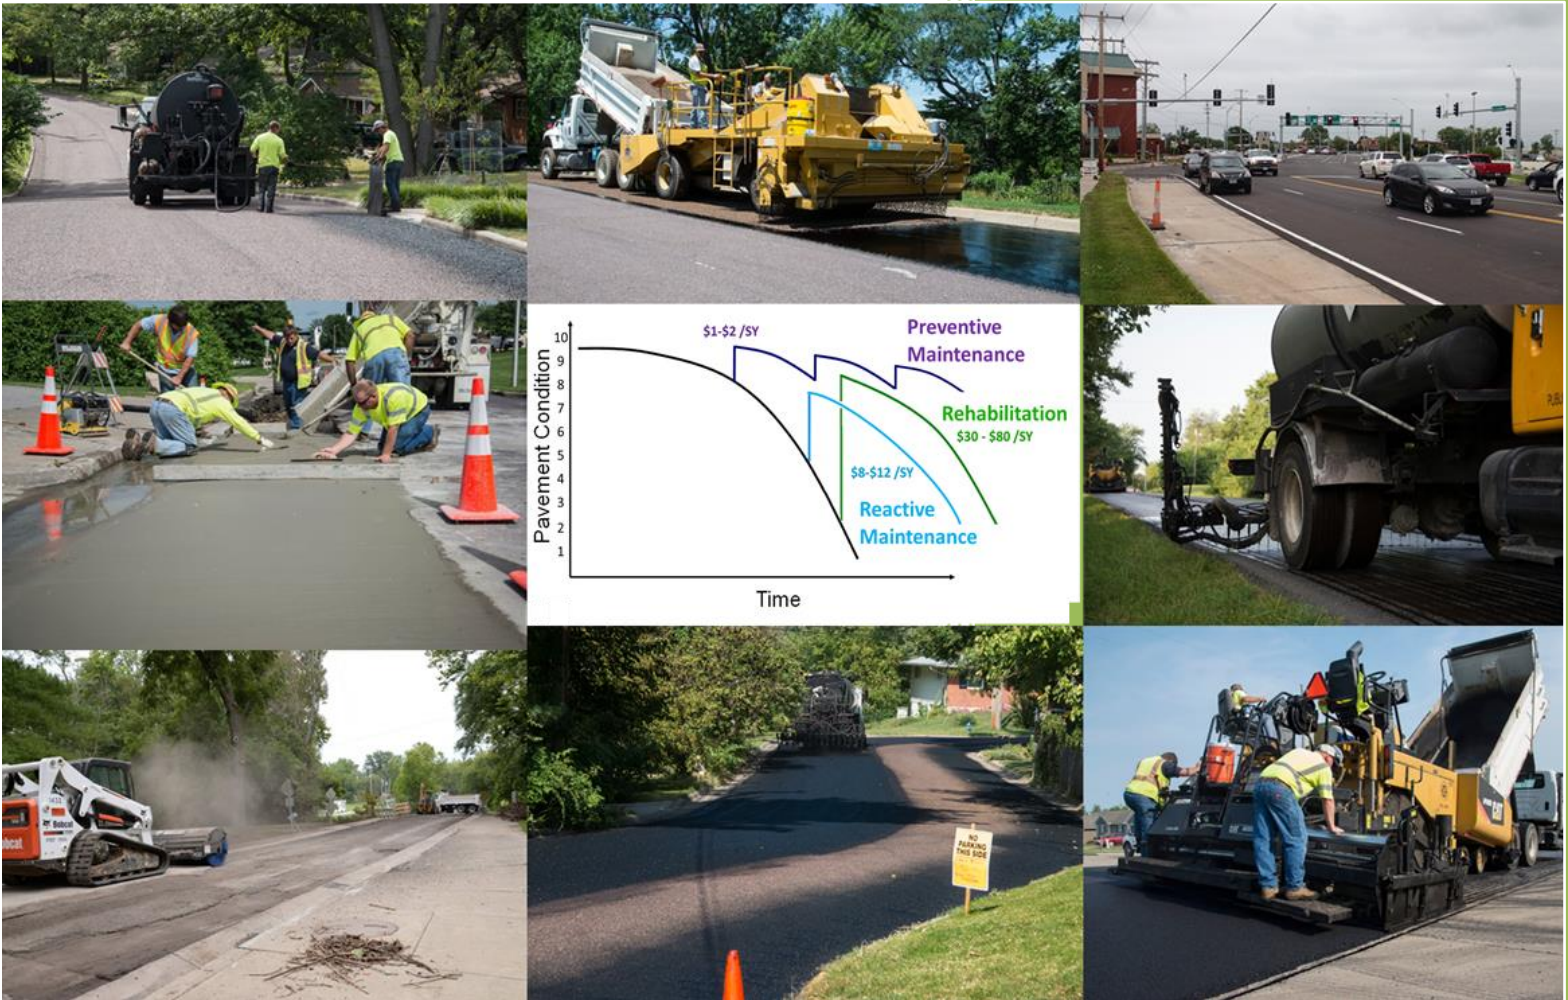 10
9
8
7
6
5
4
3
2
1
Pavement Condition
Time
$1-$2 /SY
Preventive
Maintenance
Rehabilitation
$30 - $80 /SY
$8-$12 /SY
Reactive
Maintenance
Bobcat
bcat
NO
PARKING
THIS SIDE
CAT